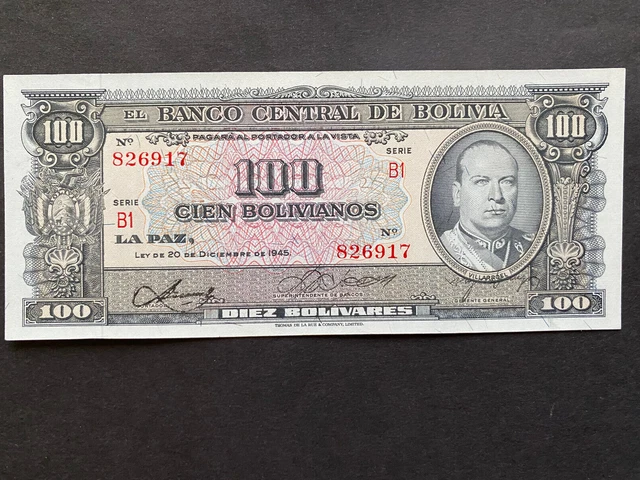 EL BANCO CENTRAL DE BOLIVIA
100
100
PAGARÁ AL PORTADOR A LA VISTA
Nº
826917
SERIE
B1
100
SERIE
B1
CIEN BOLIVIANOS
LA PAZ,
Nº
826917
LEY DE 20 DE DICIEMBRE DE 1945.
VILLARROEL
SUPERINTENDENTE DE BANCOS
GERENTE GENERAL
100
DIEZ BOLÍVARES
100
THOMAS DE LA RUE & COMPANY, LIMITED.